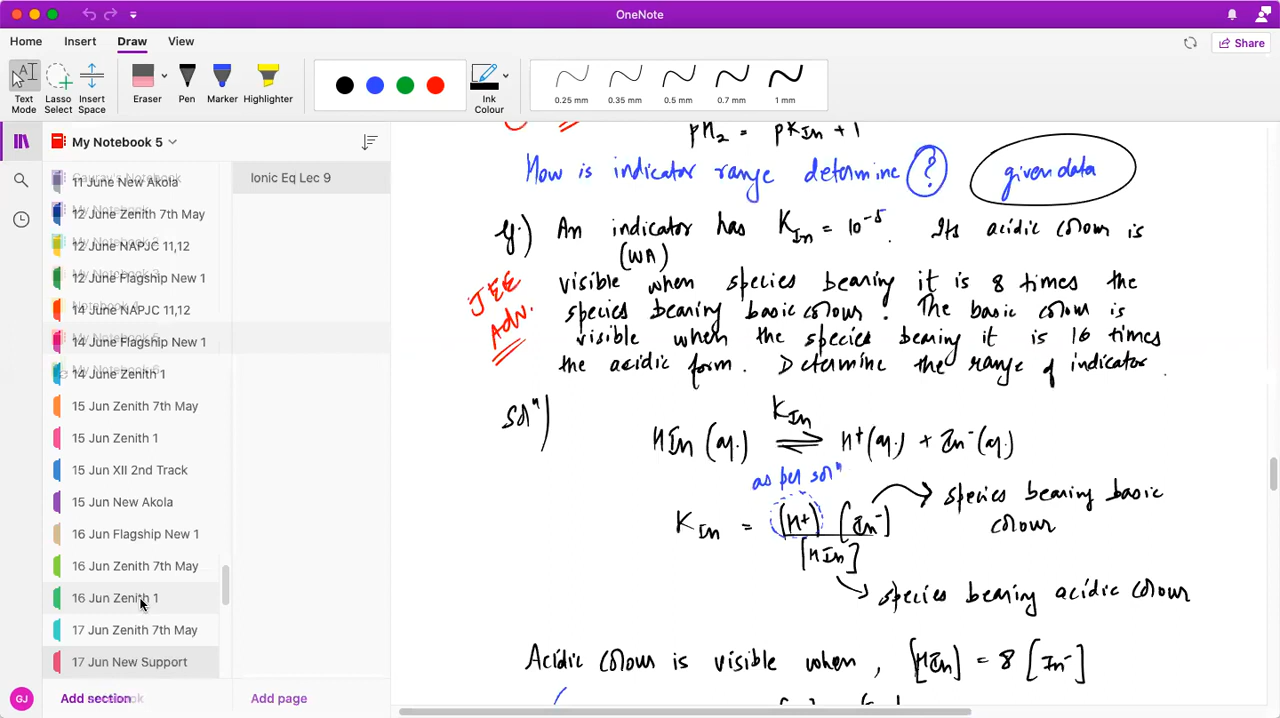 OneNote
Home Insert Draw View
Share
Text Mode
Lasso Select
Insert Space
Eraser
Pen
Marker
Highlighter
Ink Colour
0.25 mm
0.35 mm
0.5 mm
0.7 mm
1 mm
My Notebook 5
11 June New Akola
12 June Zenith 7th May
12 June NAPJC 11,12
12 June Flagship New 1
14 June NAPJC 11,12
14 June Flagship New 1
14 June Zenith 1
15 Jun Zenith 7th May
15 Jun Zenith 1
15 Jun XII 2nd Track
15 Jun New Akola
16 Jun Flagship New 1
16 Jun Zenith 7th May
16 Jun Zenith 1
17 Jun Zenith 7th May
17 Jun New Support
Add section
GJ
Ionic Eq Lec 9
Add page
pH2 = pKIn + 1
How is indicator range determine ?
given data
eg.) An indicator has KIn = 10⁻⁵. Its acidic colour is
(WA)
JEE Adv.
visible when species bearing it is 8 times the
species bearing basic colour. The basic colour is
visible when the species bearing it is 16 times
the acidic form. Determine the range of indicator.
Solⁿ)
KIn
HIn (aq.) ⇌ H+(aq.) + In⁻(aq.)
as per solⁿ
KIn = [H+] [In⁻]
[HIn]
species bearing basic
colour
species bearing acidic colour
Acidic colour is visible when, [HIn] = 8 [In⁻]